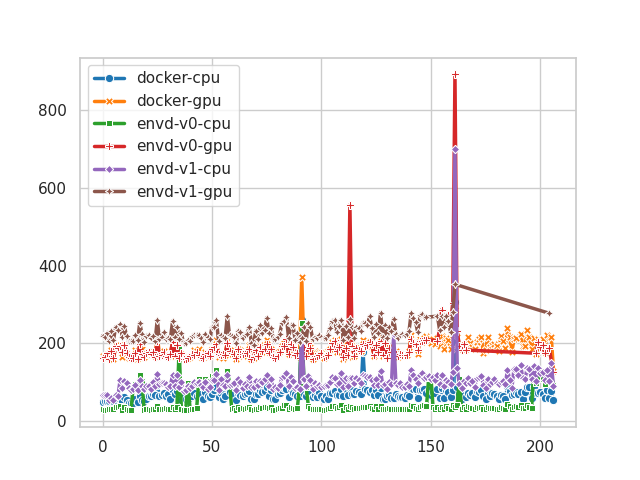 docker-cpu
docker-gpu
envd-v0-cpu
envd-v0-gpu
envd-v1-cpu
envd-v1-gpu
800
600
400
200
0
0 50 100 150 200